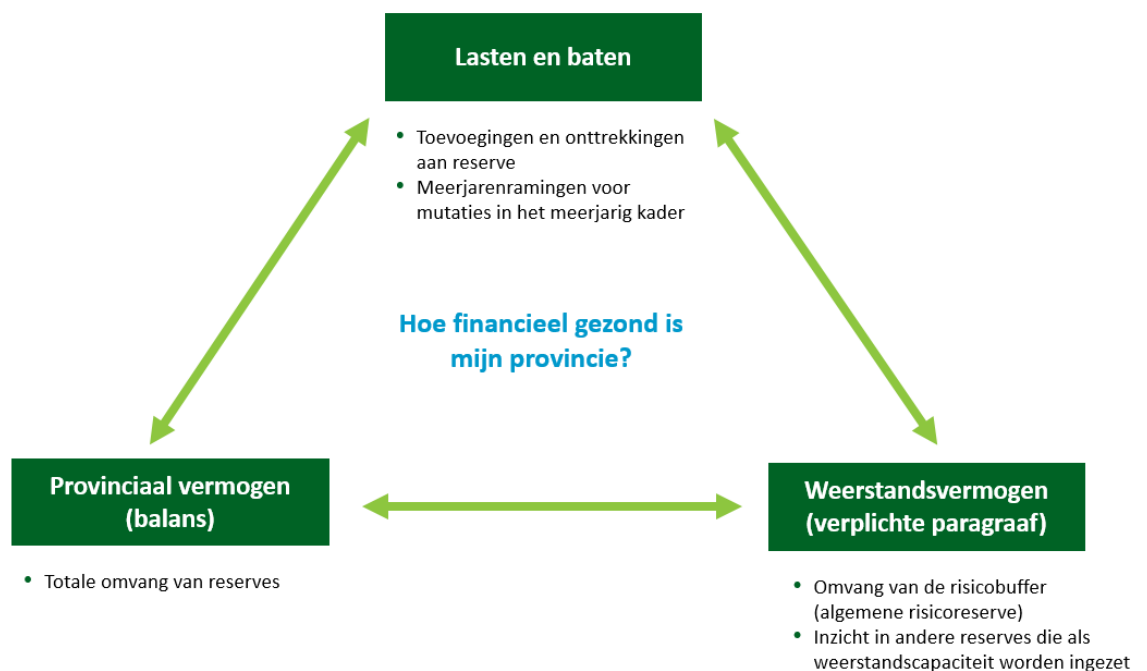 Lasten en baten
• Toevoegingen en onttrekkingen
aan reserve
• Meerjarenramingen voor
mutaties in het meerjarig kader
Hoe financieel gezond is
mijn provincie?
Provinciaal vermogen
(balans)
• Totale omvang van reserves
Weerstandsvermogen
(verplichte paragraaf)
• Omvang van de risicobuffer
(algemene risicoreserve)
• Inzicht in andere reserves die als
weerstandscapaciteit worden ingezet